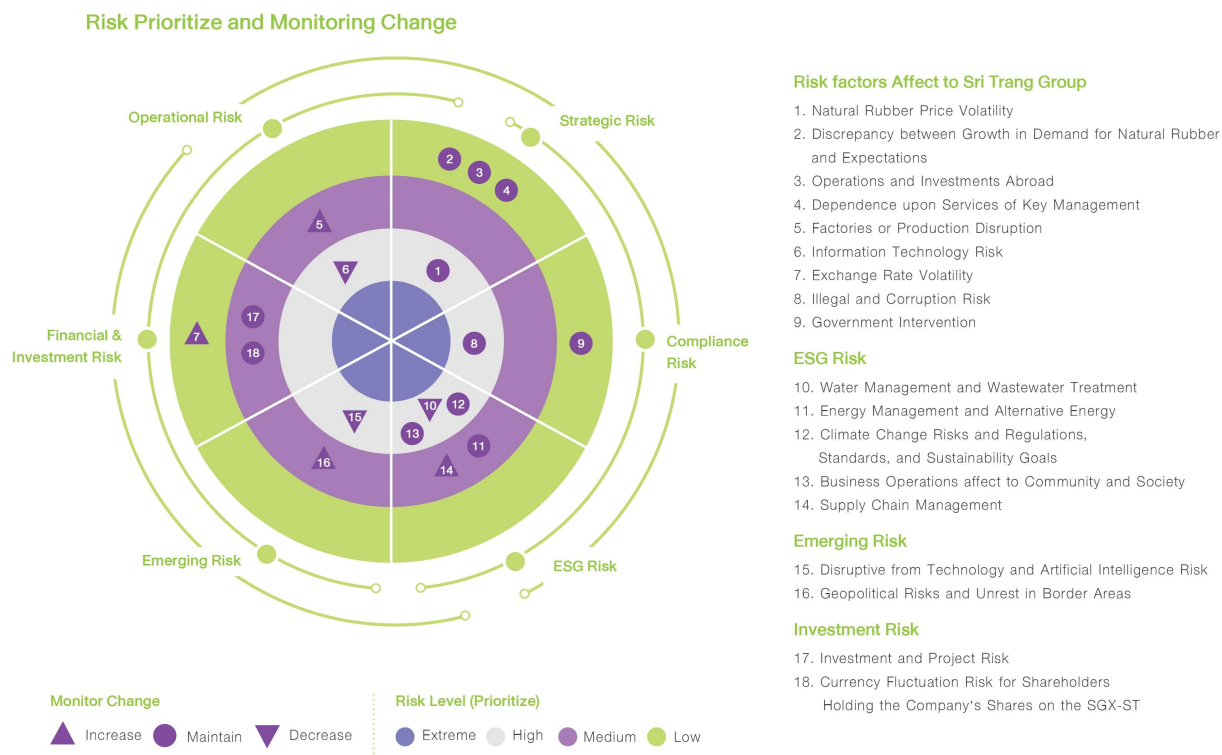 Risk Prioritize and Monitoring Change
Operational Risk
Strategic Risk
2
3
4
5
6
1
17
7
18
8
9
Financial &
Investment Risk
Compliance
Risk
15
10
12
13
11
16
14
Emerging Risk
ESG Risk
Monitor Change
Increase
Maintain
Decrease
Risk Level (Prioritize)
Extreme
High
Medium
Low
Risk factors Affect to Sri Trang Group
1. Natural Rubber Price Volatility
2. Discrepancy between Growth in Demand for Natural Rubber
and Expectations
3. Operations and Investments Abroad
4. Dependence upon Services of Key Management
5. Factories or Production Disruption
6. Information Technology Risk
7. Exchange Rate Volatility
8. Illegal and Corruption Risk
9. Government Intervention
ESG Risk
10. Water Management and Wastewater Treatment
11. Energy Management and Alternative Energy
12. Climate Change Risks and Regulations,
Standards, and Sustainability Goals
13. Business Operations affect to Community and Society
14. Supply Chain Management
Emerging Risk
15. Disruptive from Technology and Artificial Intelligence Risk
16. Geopolitical Risks and Unrest in Border Areas
Investment Risk
17. Investment and Project Risk
18. Currency Fluctuation Risk for Shareholders
Holding the Company's Shares on the SGX-ST